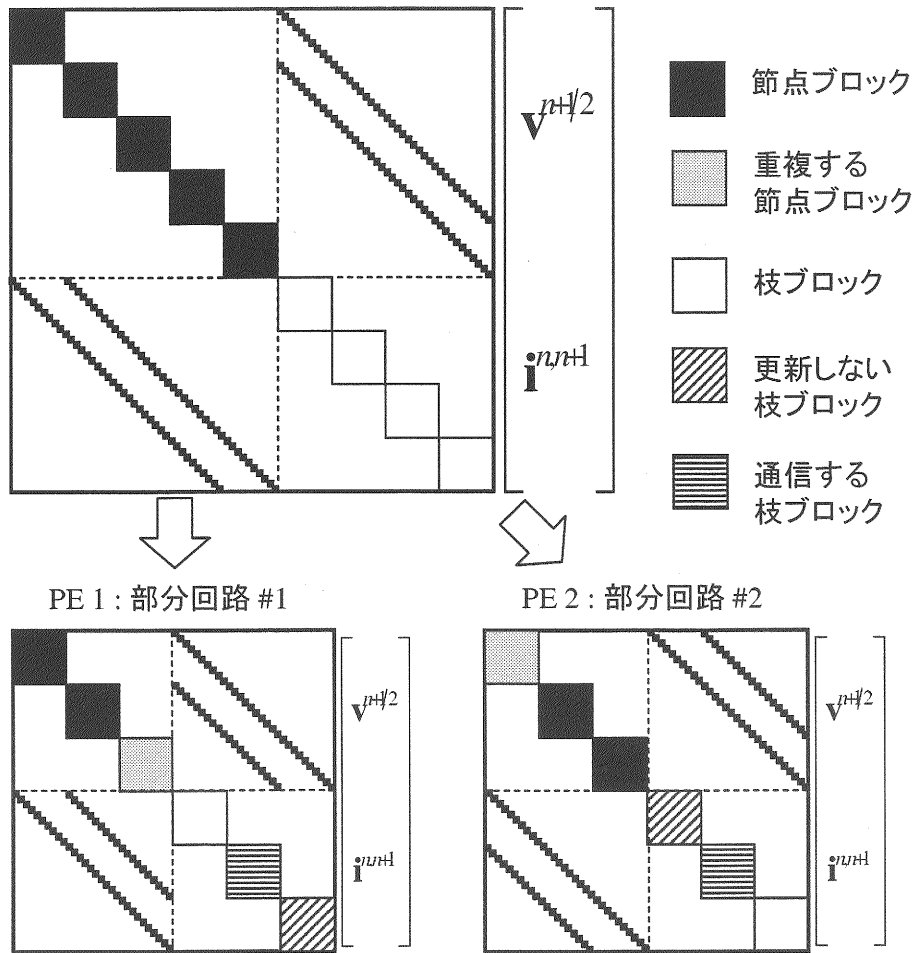 v^{n+1/2}
i^{n,n+1}
節点ブロック
重複する
節点ブロック
枝ブロック
更新しない
枝ブロック
通信する
枝ブロック
PE 1 : 部分回路 #1
v^{n+1/2}
i^{n,n+1}
PE 2 : 部分回路 #2
v^{n+1/2}
i^{n,n+1}